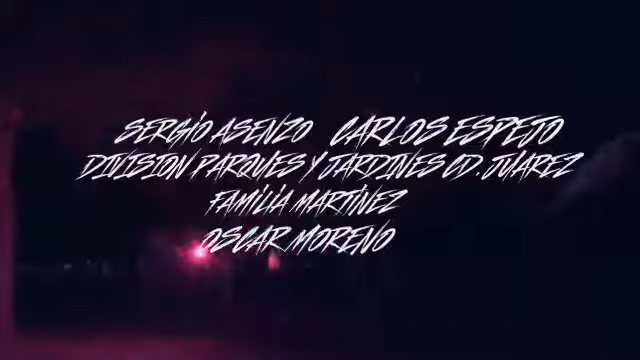 SERGIO ASENZO CARLOS ESPEJO
DIVISION PARQUES Y JARDINES CD. JUAREZ
FAMILIA MARTINEZ
OSCAR MORENO